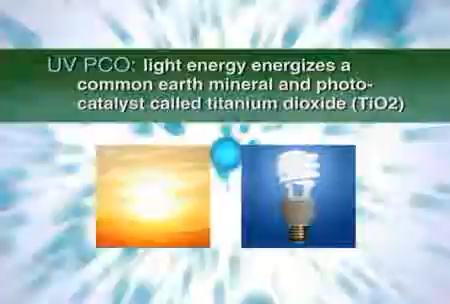 UV PCO: light energy energizes a
common earth mineral and photo-
catalyst called titanium dioxide (TiO2)